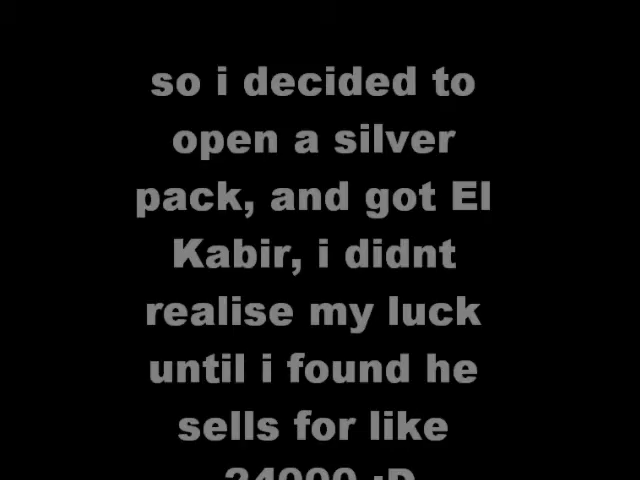 so i decided to
open a silver
pack, and got El
Kabir, i didnt
realise my luck
until i found he
sells for like
24000 :D